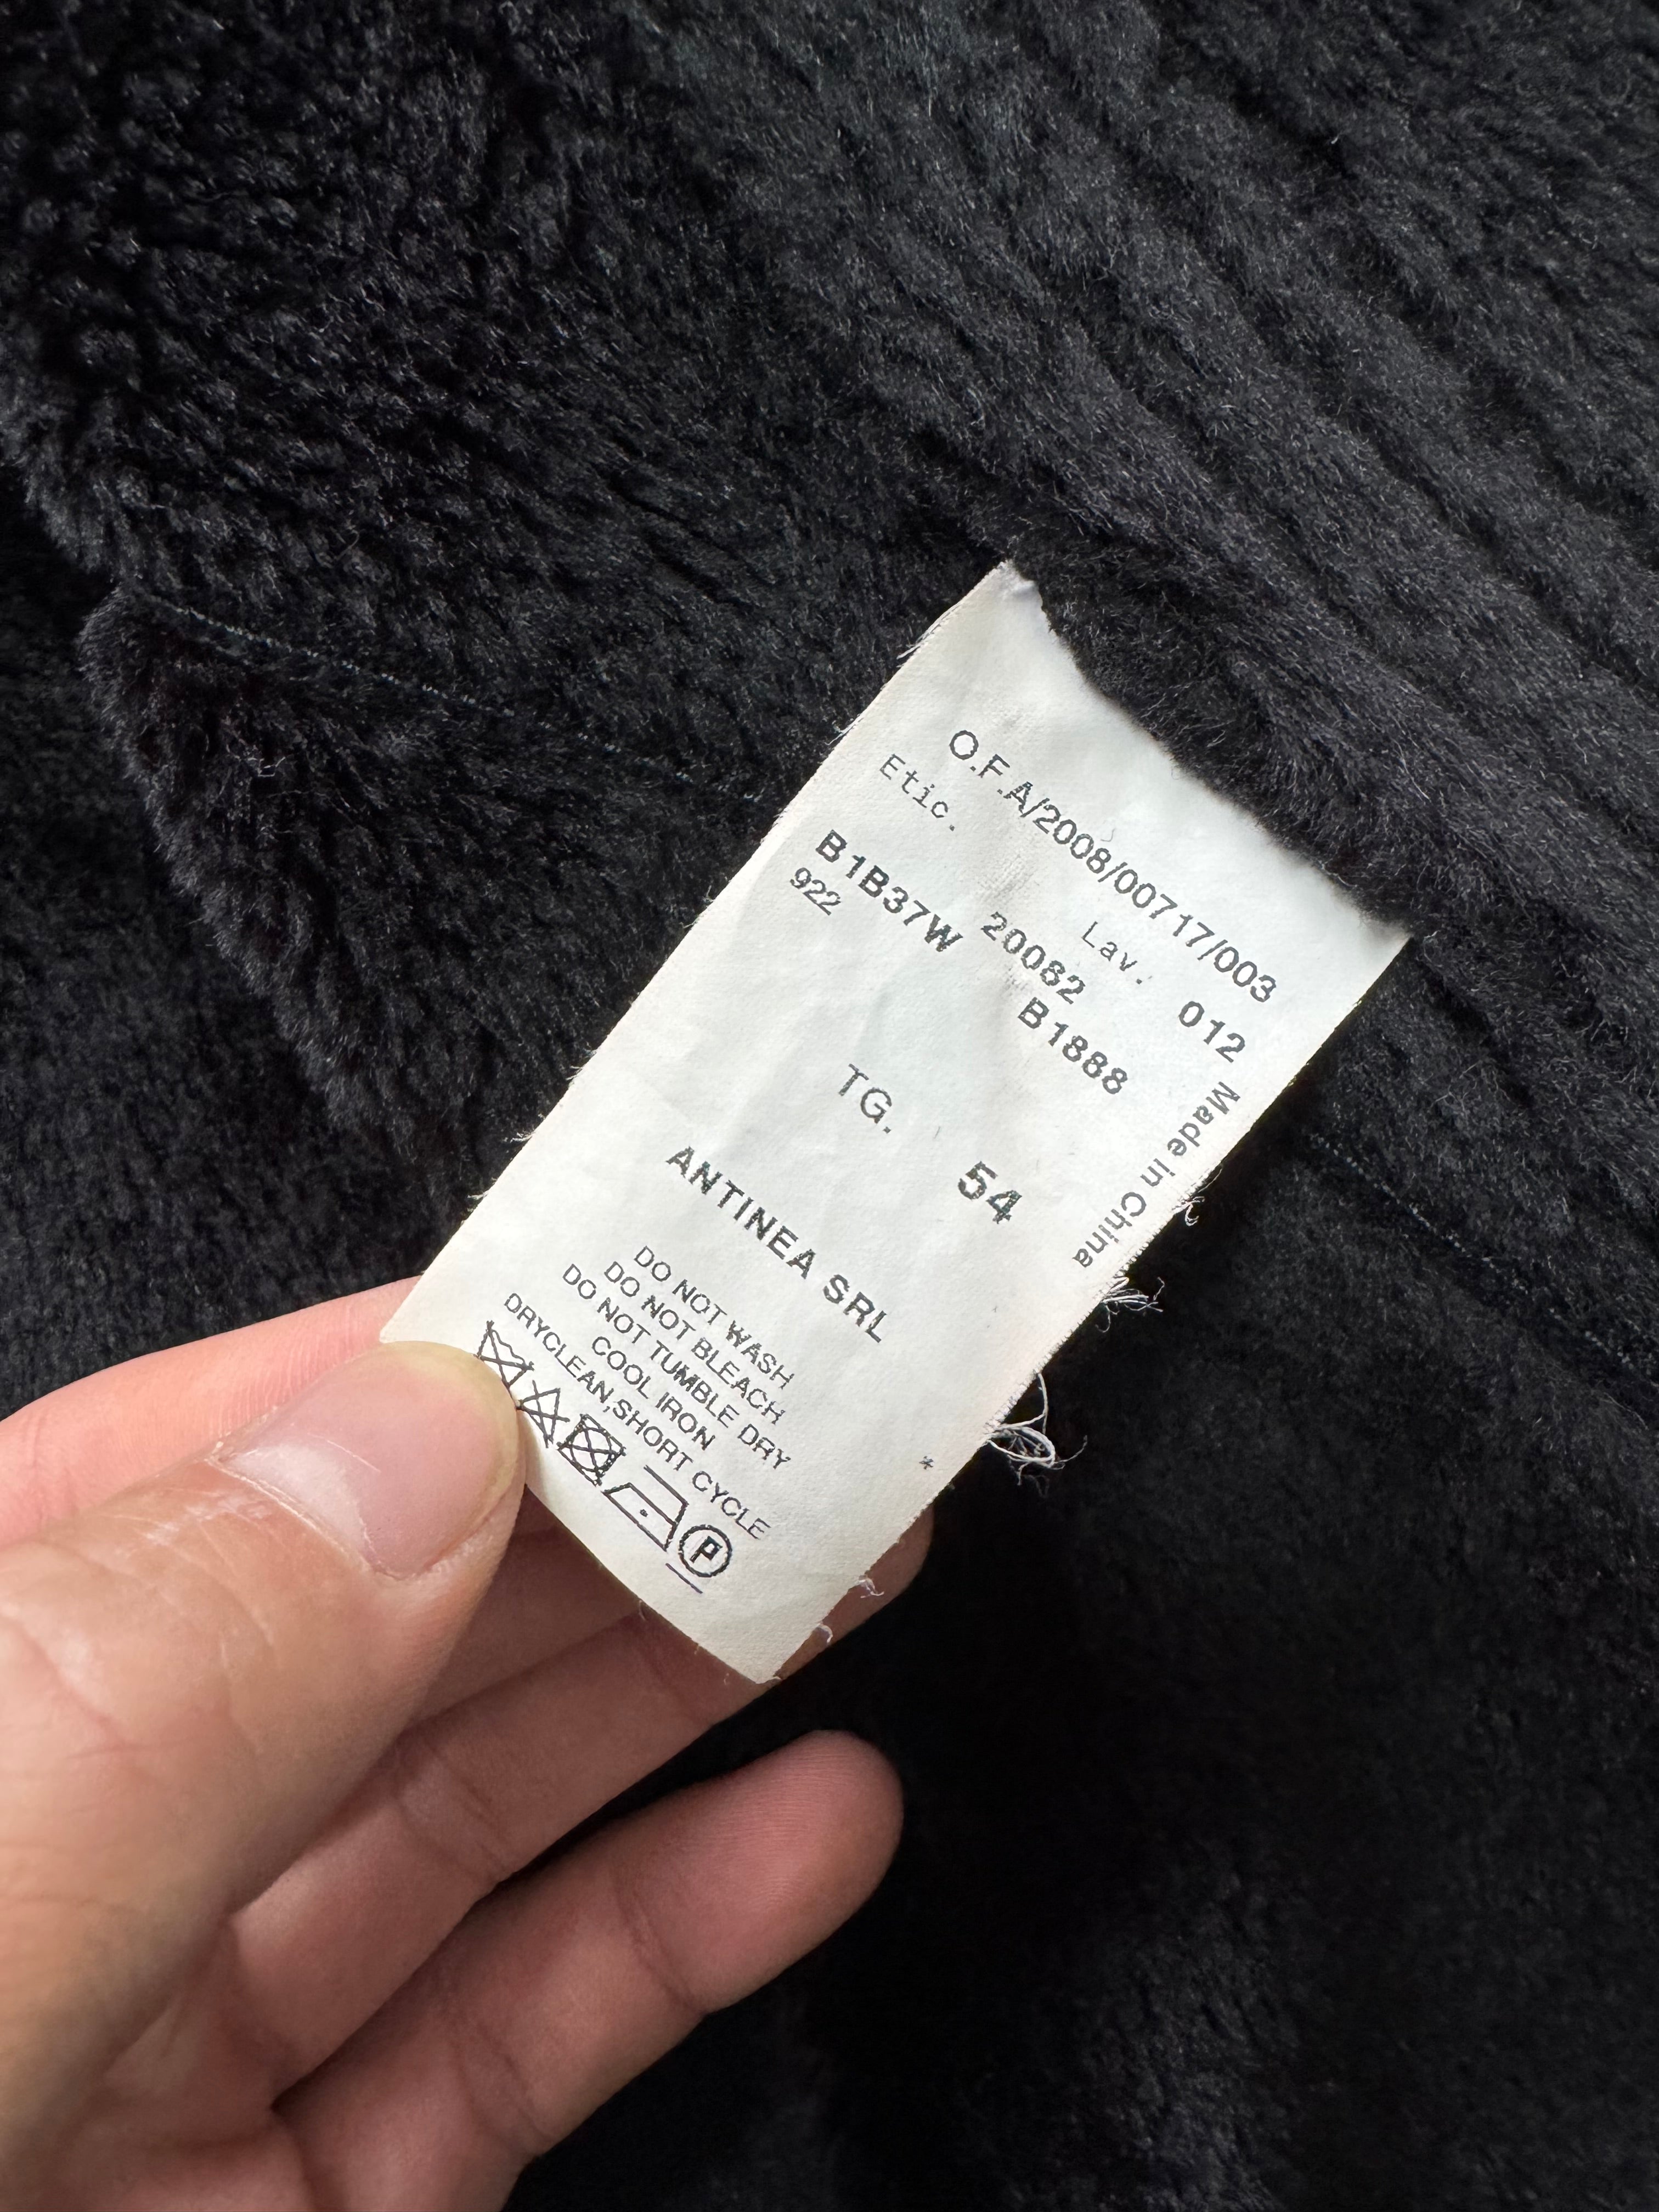 O.F.A/2008/00717/003
Etic. Lav. 012
B1B37W 20082
922 B1888
TG. 54
Made in China
ANTINEA SRL
DO NOT WASH
DO NOT BLEACH
DO NOT TUMBLE DRY
COOL IRON
DRYCLEAN,SHORT CYCLE
P
*